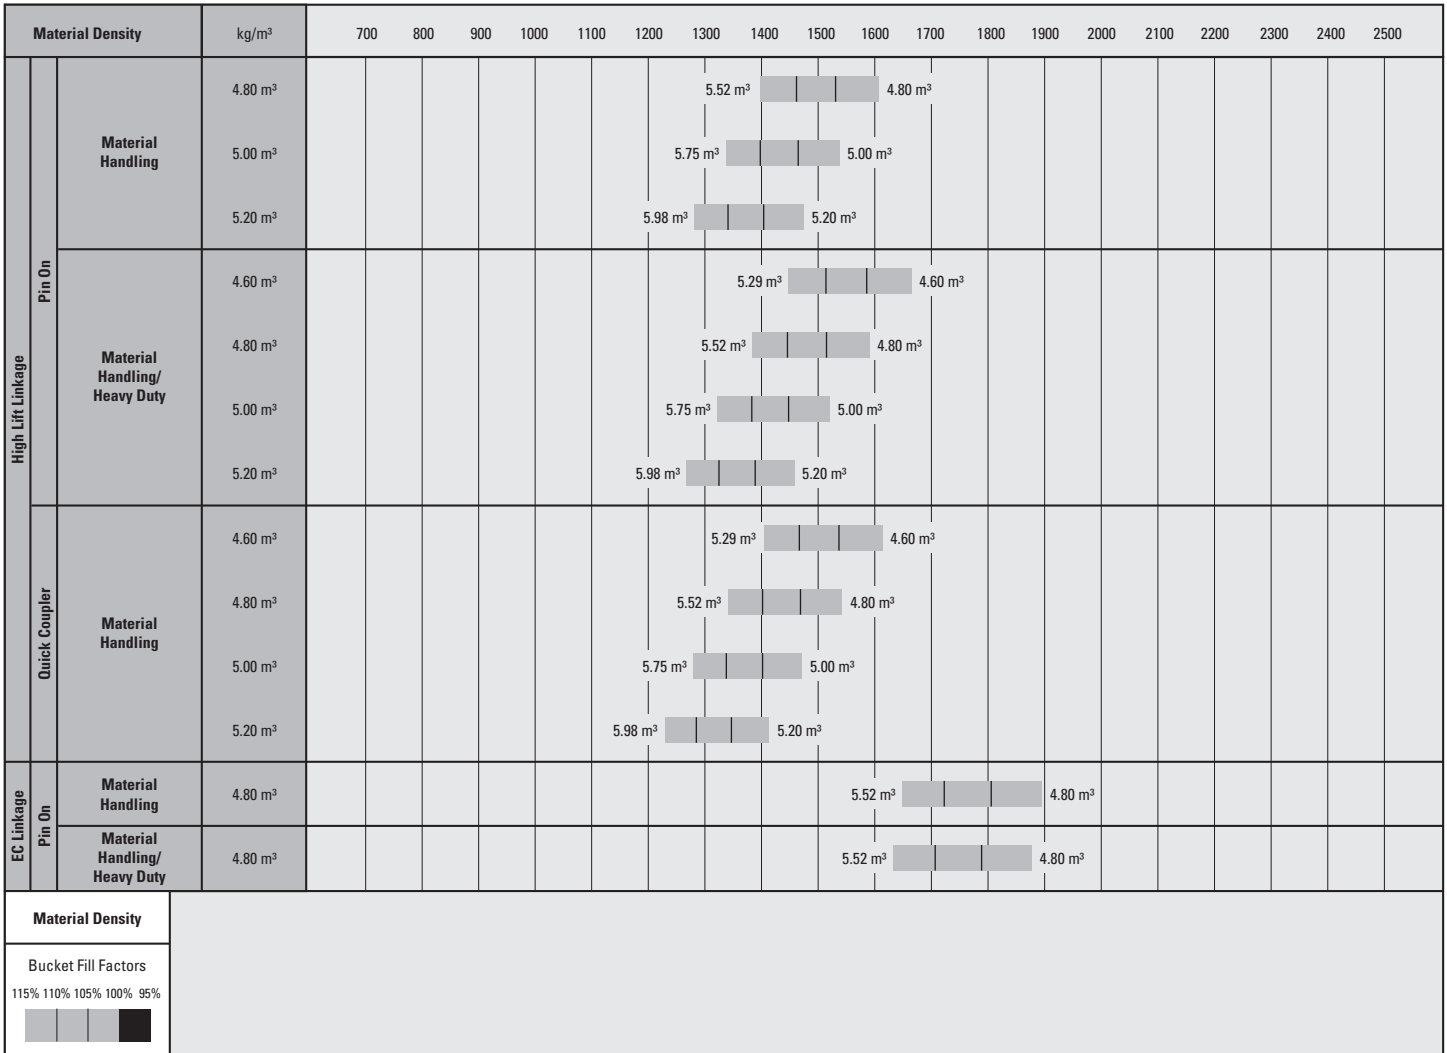 Material Density kg/m³ 700 800 900 1000 1100 1200 1300 1400 1500 1600 1700 1800 1900 2000 2100 2200 2300 2400 2500
High Lift Linkage
Pin On
Material
Handling
4.80 m³ 5.52 m³ 4.80 m³
5.00 m³ 5.75 m³ 5.00 m³
5.20 m³ 5.98 m³ 5.20 m³
Material
Handling/
Heavy Duty
4.60 m³ 5.29 m³ 4.60 m³
4.80 m³ 5.52 m³ 4.80 m³
5.00 m³ 5.75 m³ 5.00 m³
5.20 m³ 5.98 m³ 5.20 m³
Quick Coupler
Material
Handling
4.60 m³ 5.29 m³ 4.60 m³
4.80 m³ 5.52 m³ 4.80 m³
5.00 m³ 5.75 m³ 5.00 m³
5.20 m³ 5.98 m³ 5.20 m³
EC Linkage
Pin On
Material
Handling
4.80 m³ 5.52 m³ 4.80 m³
Material
Handling/
Heavy Duty
4.80 m³ 5.52 m³ 4.80 m³
Material Density
Bucket Fill Factors
115% 110% 105% 100% 95%